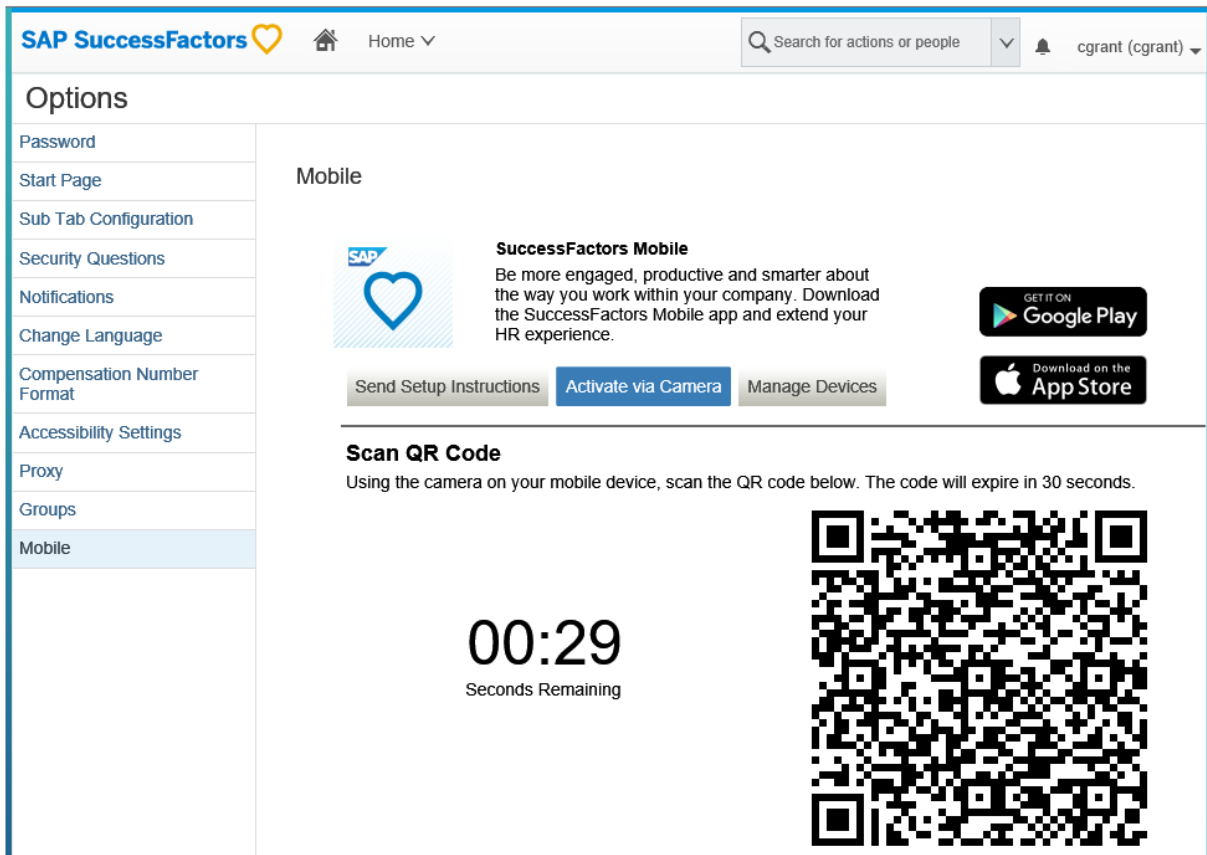 SAP SuccessFactors
Home
Search for actions or people
cgrant (cgrant)
Options
Password
Start Page
Sub Tab Configuration
Security Questions
Notifications
Change Language
Compensation Number
Format
Accessibility Settings
Proxy
Groups
Mobile
Mobile
SAP
SuccessFactors Mobile
Be more engaged, productive and smarter about
the way you work within your company. Download
the SuccessFactors Mobile app and extend your
HR experience.
GET IT ON
Google Play
Download on the
App Store
Send Setup Instructions
Activate via Camera
Manage Devices
Scan QR Code
Using the camera on your mobile device, scan the QR code below. The code will expire in 30 seconds.
00:29
Seconds Remaining